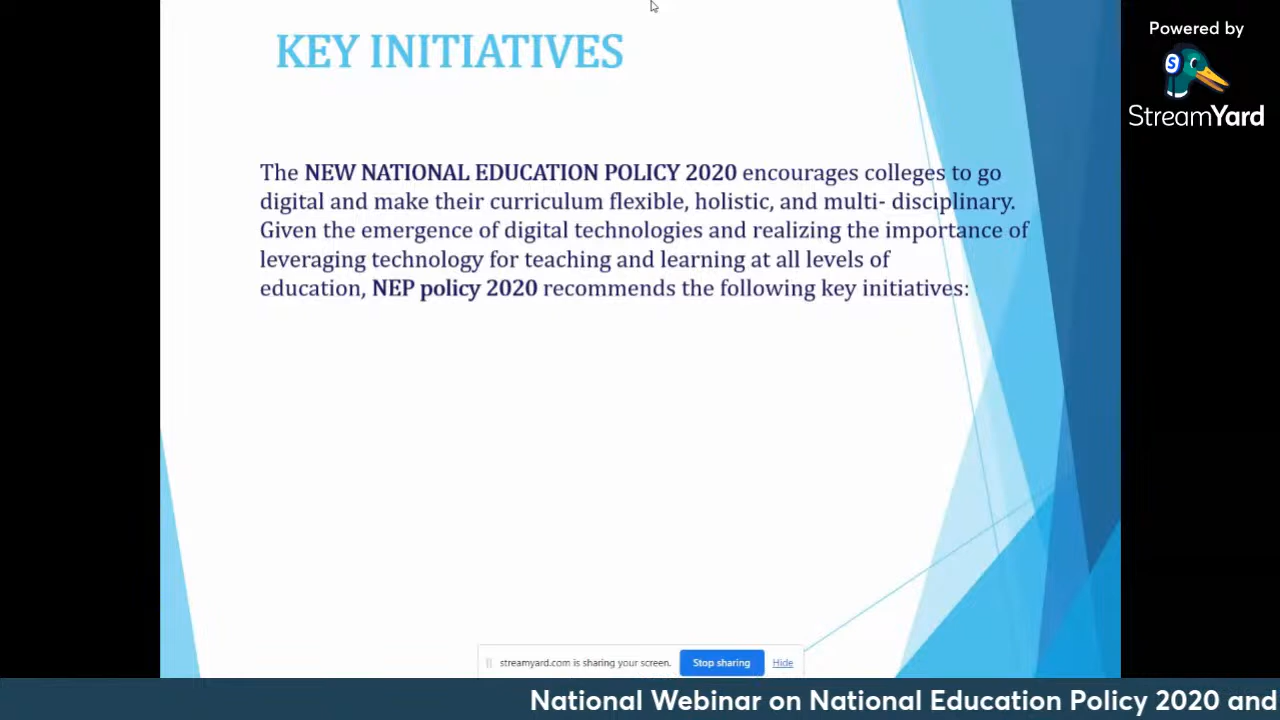 Powered by
S
StreamYard
KEY INITIATIVES
The NEW NATIONAL EDUCATION POLICY 2020 encourages colleges to go
digital and make their curriculum flexible, holistic, and multi- disciplinary.
Given the emergence of digital technologies and realizing the importance of
leveraging technology for teaching and learning at all levels of
education, NEP policy 2020 recommends the following key initiatives:
streamyard.com is sharing your screen. Stop sharing Hide
National Webinar on National Education Policy 2020 and